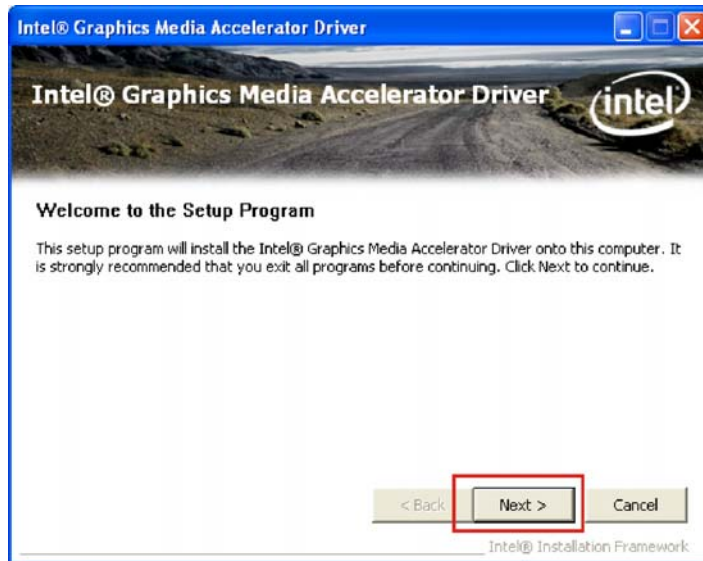 Intel® Graphics Media Accelerator Driver
Intel® Graphics Media Accelerator Driver
intel
Welcome to the Setup Program
This setup program will install the Intel® Graphics Media Accelerator Driver onto this computer. It
is strongly recommended that you exit all programs before continuing. Click Next to continue.
< Back
Next >
Cancel
Intel® Installation Framework